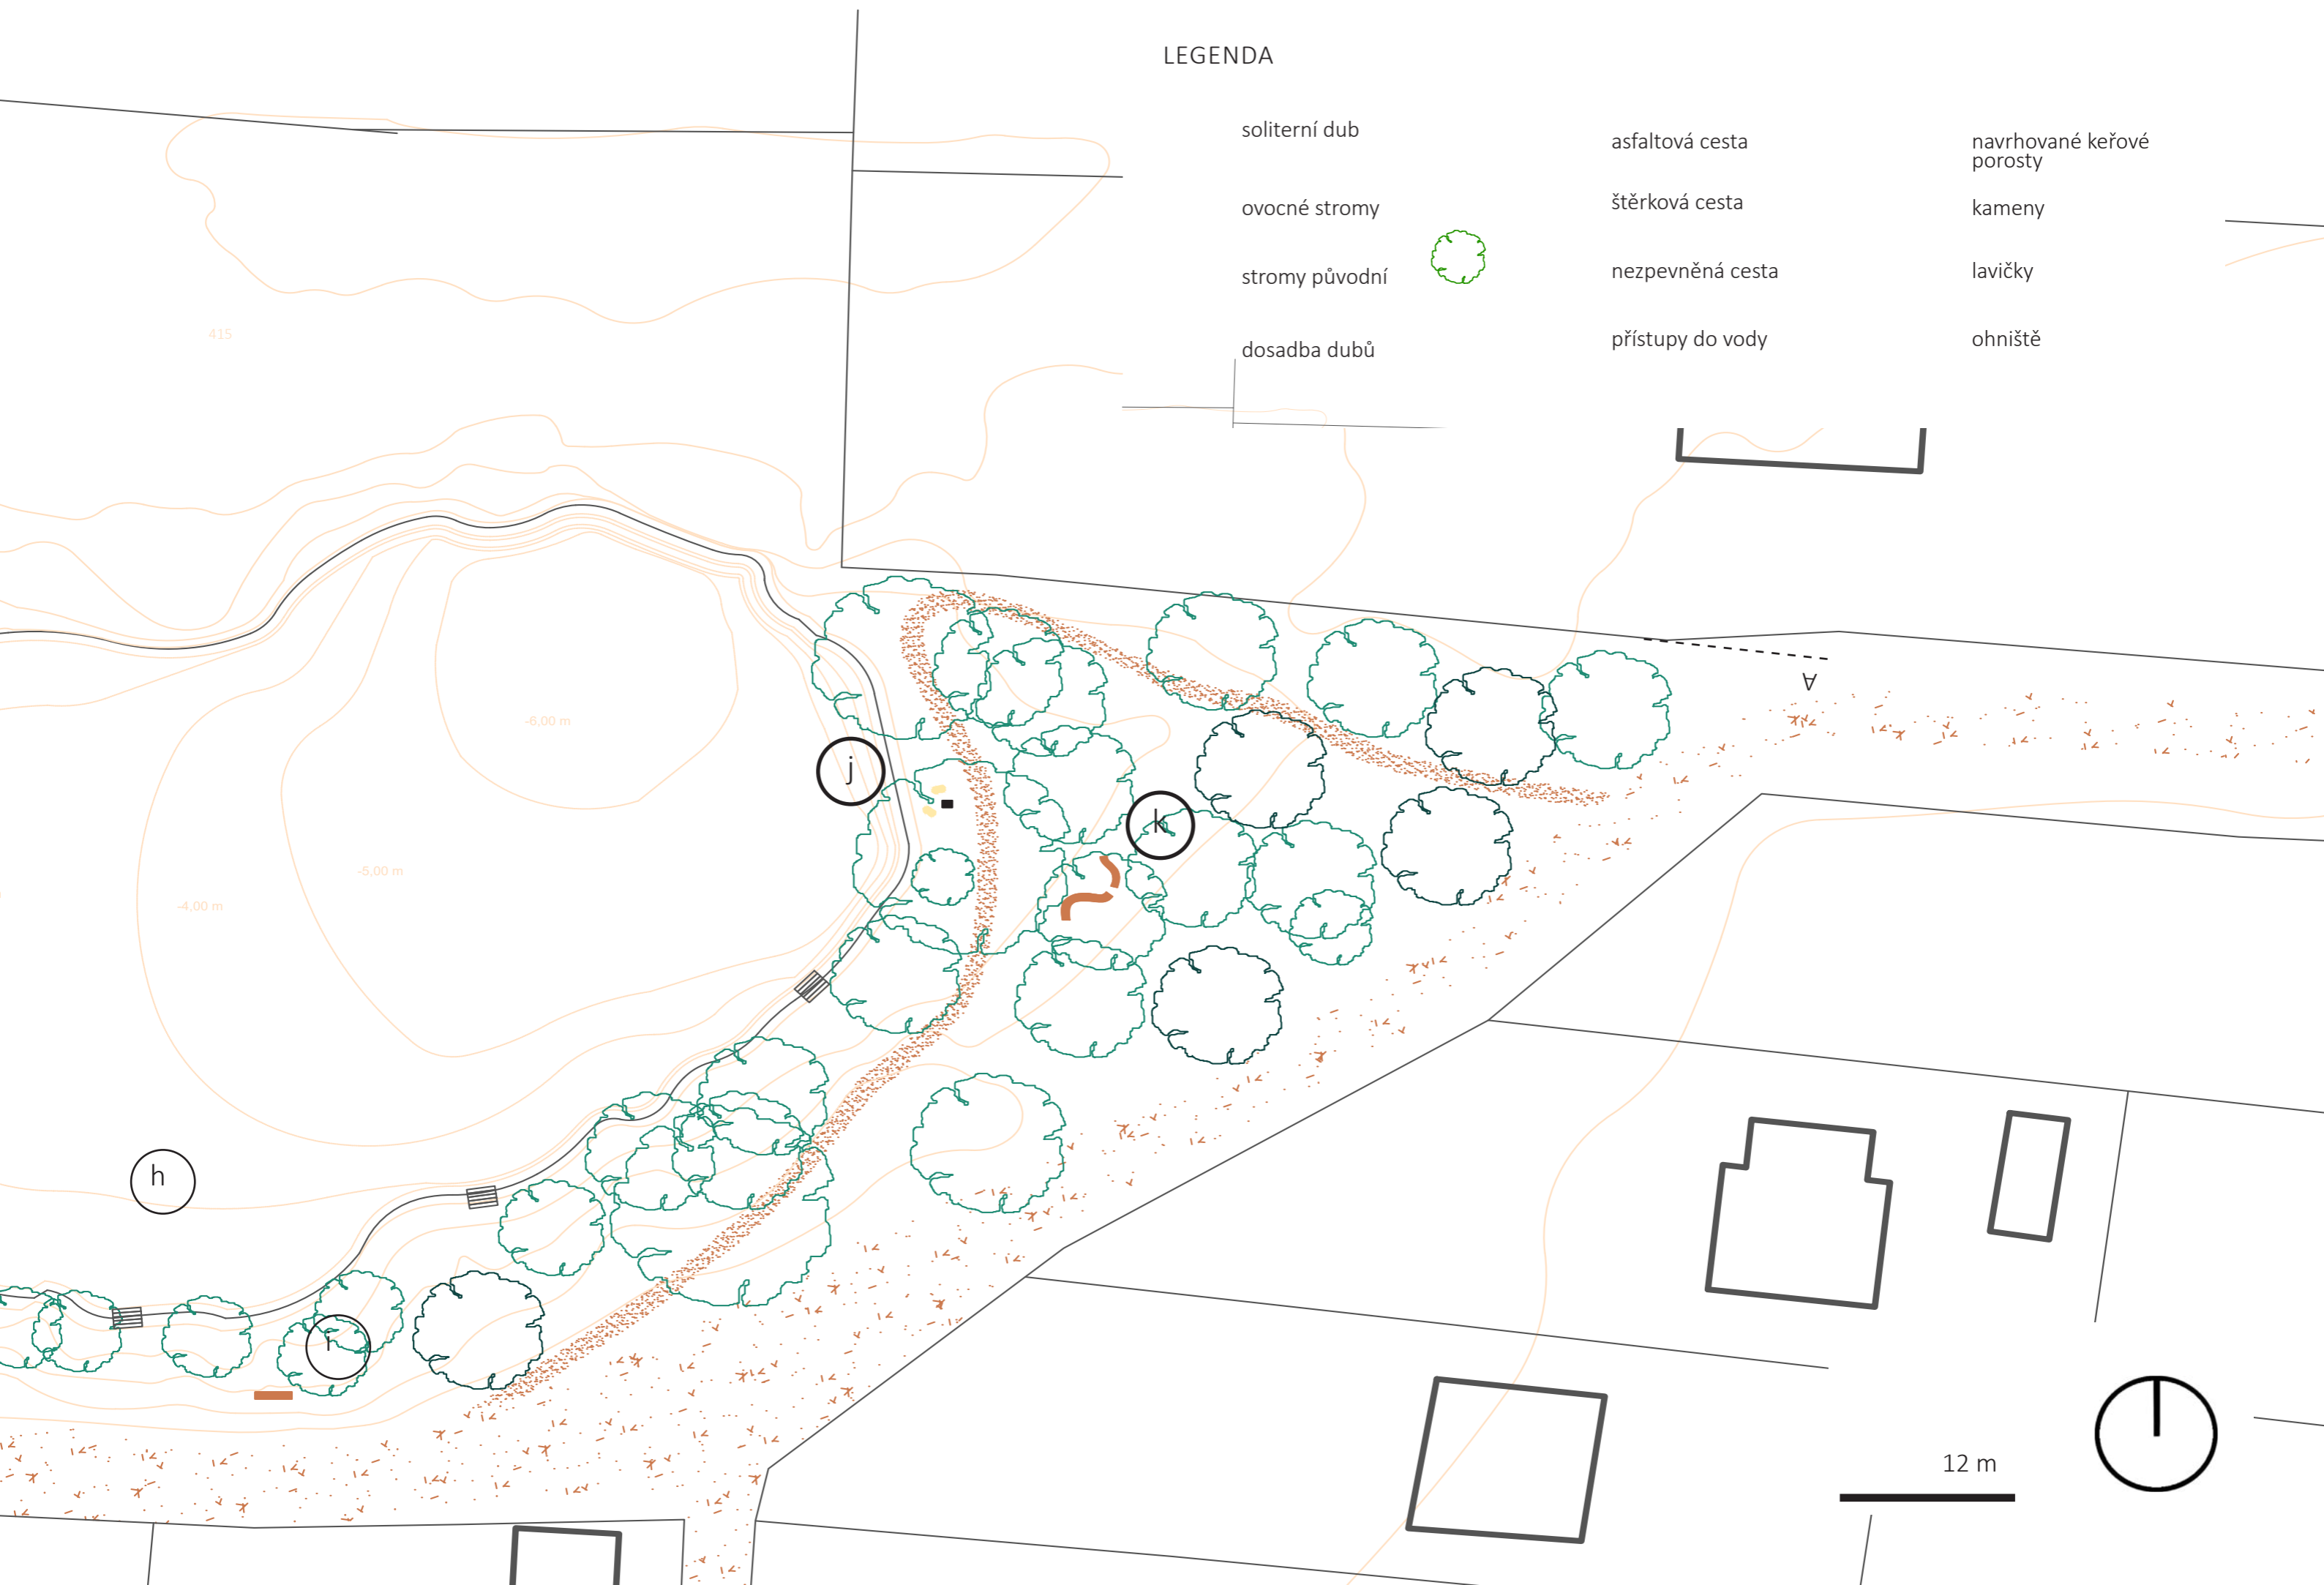 LEGENDA
soliterní dub
ovocné stromy
stromy původní
dosadba dubů
asfaltová cesta
štěrková cesta
nezpevněná cesta
přístupy do vody
navrhované keřové
porosty
kameny
lavičky
ohniště
415
-6,00 m
A
j
k
-5,00 m
-4,00 m
h
i
12 m